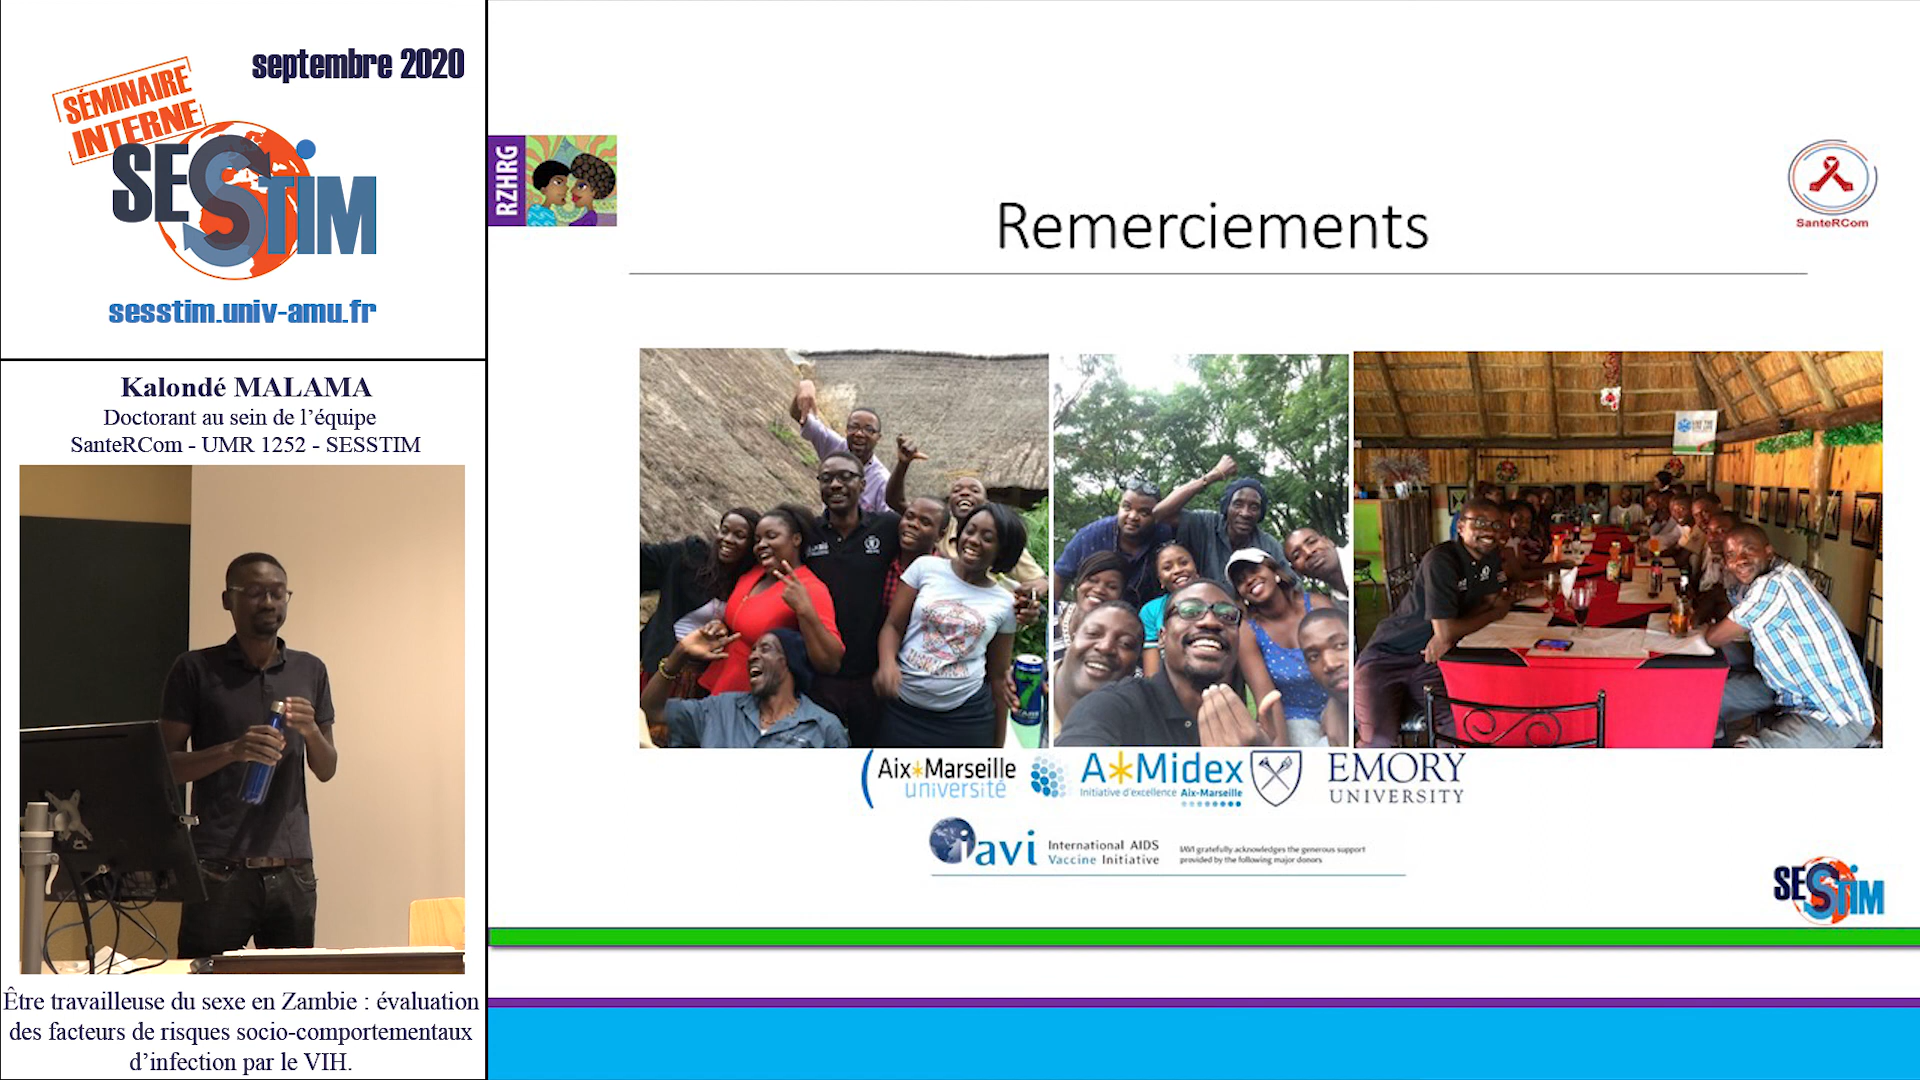 septembre 2020
SÉMINAIRE
INTERNE
SESSTIM
sesstim.univ-amu.fr
Kalondé MALAMA
Doctorant au sein de l’équipe
SanteRCom - UMR 1252 - SESSTIM
Être travailleuse du sexe en Zambie : évaluation
des facteurs de risques socio-comportementaux
d’infection par le VIH.
RZHRG
SanteRCom
Remerciements
7
Aix*Marseille
université
A*Midex
Initiative d'excellence Aix-Marseille
EMORY
UNIVERSITY
iavi
International AIDS
Vaccine Initiative
IAVI gratefully acknowledges the generous support
provided by the following major donors
SESSTIM